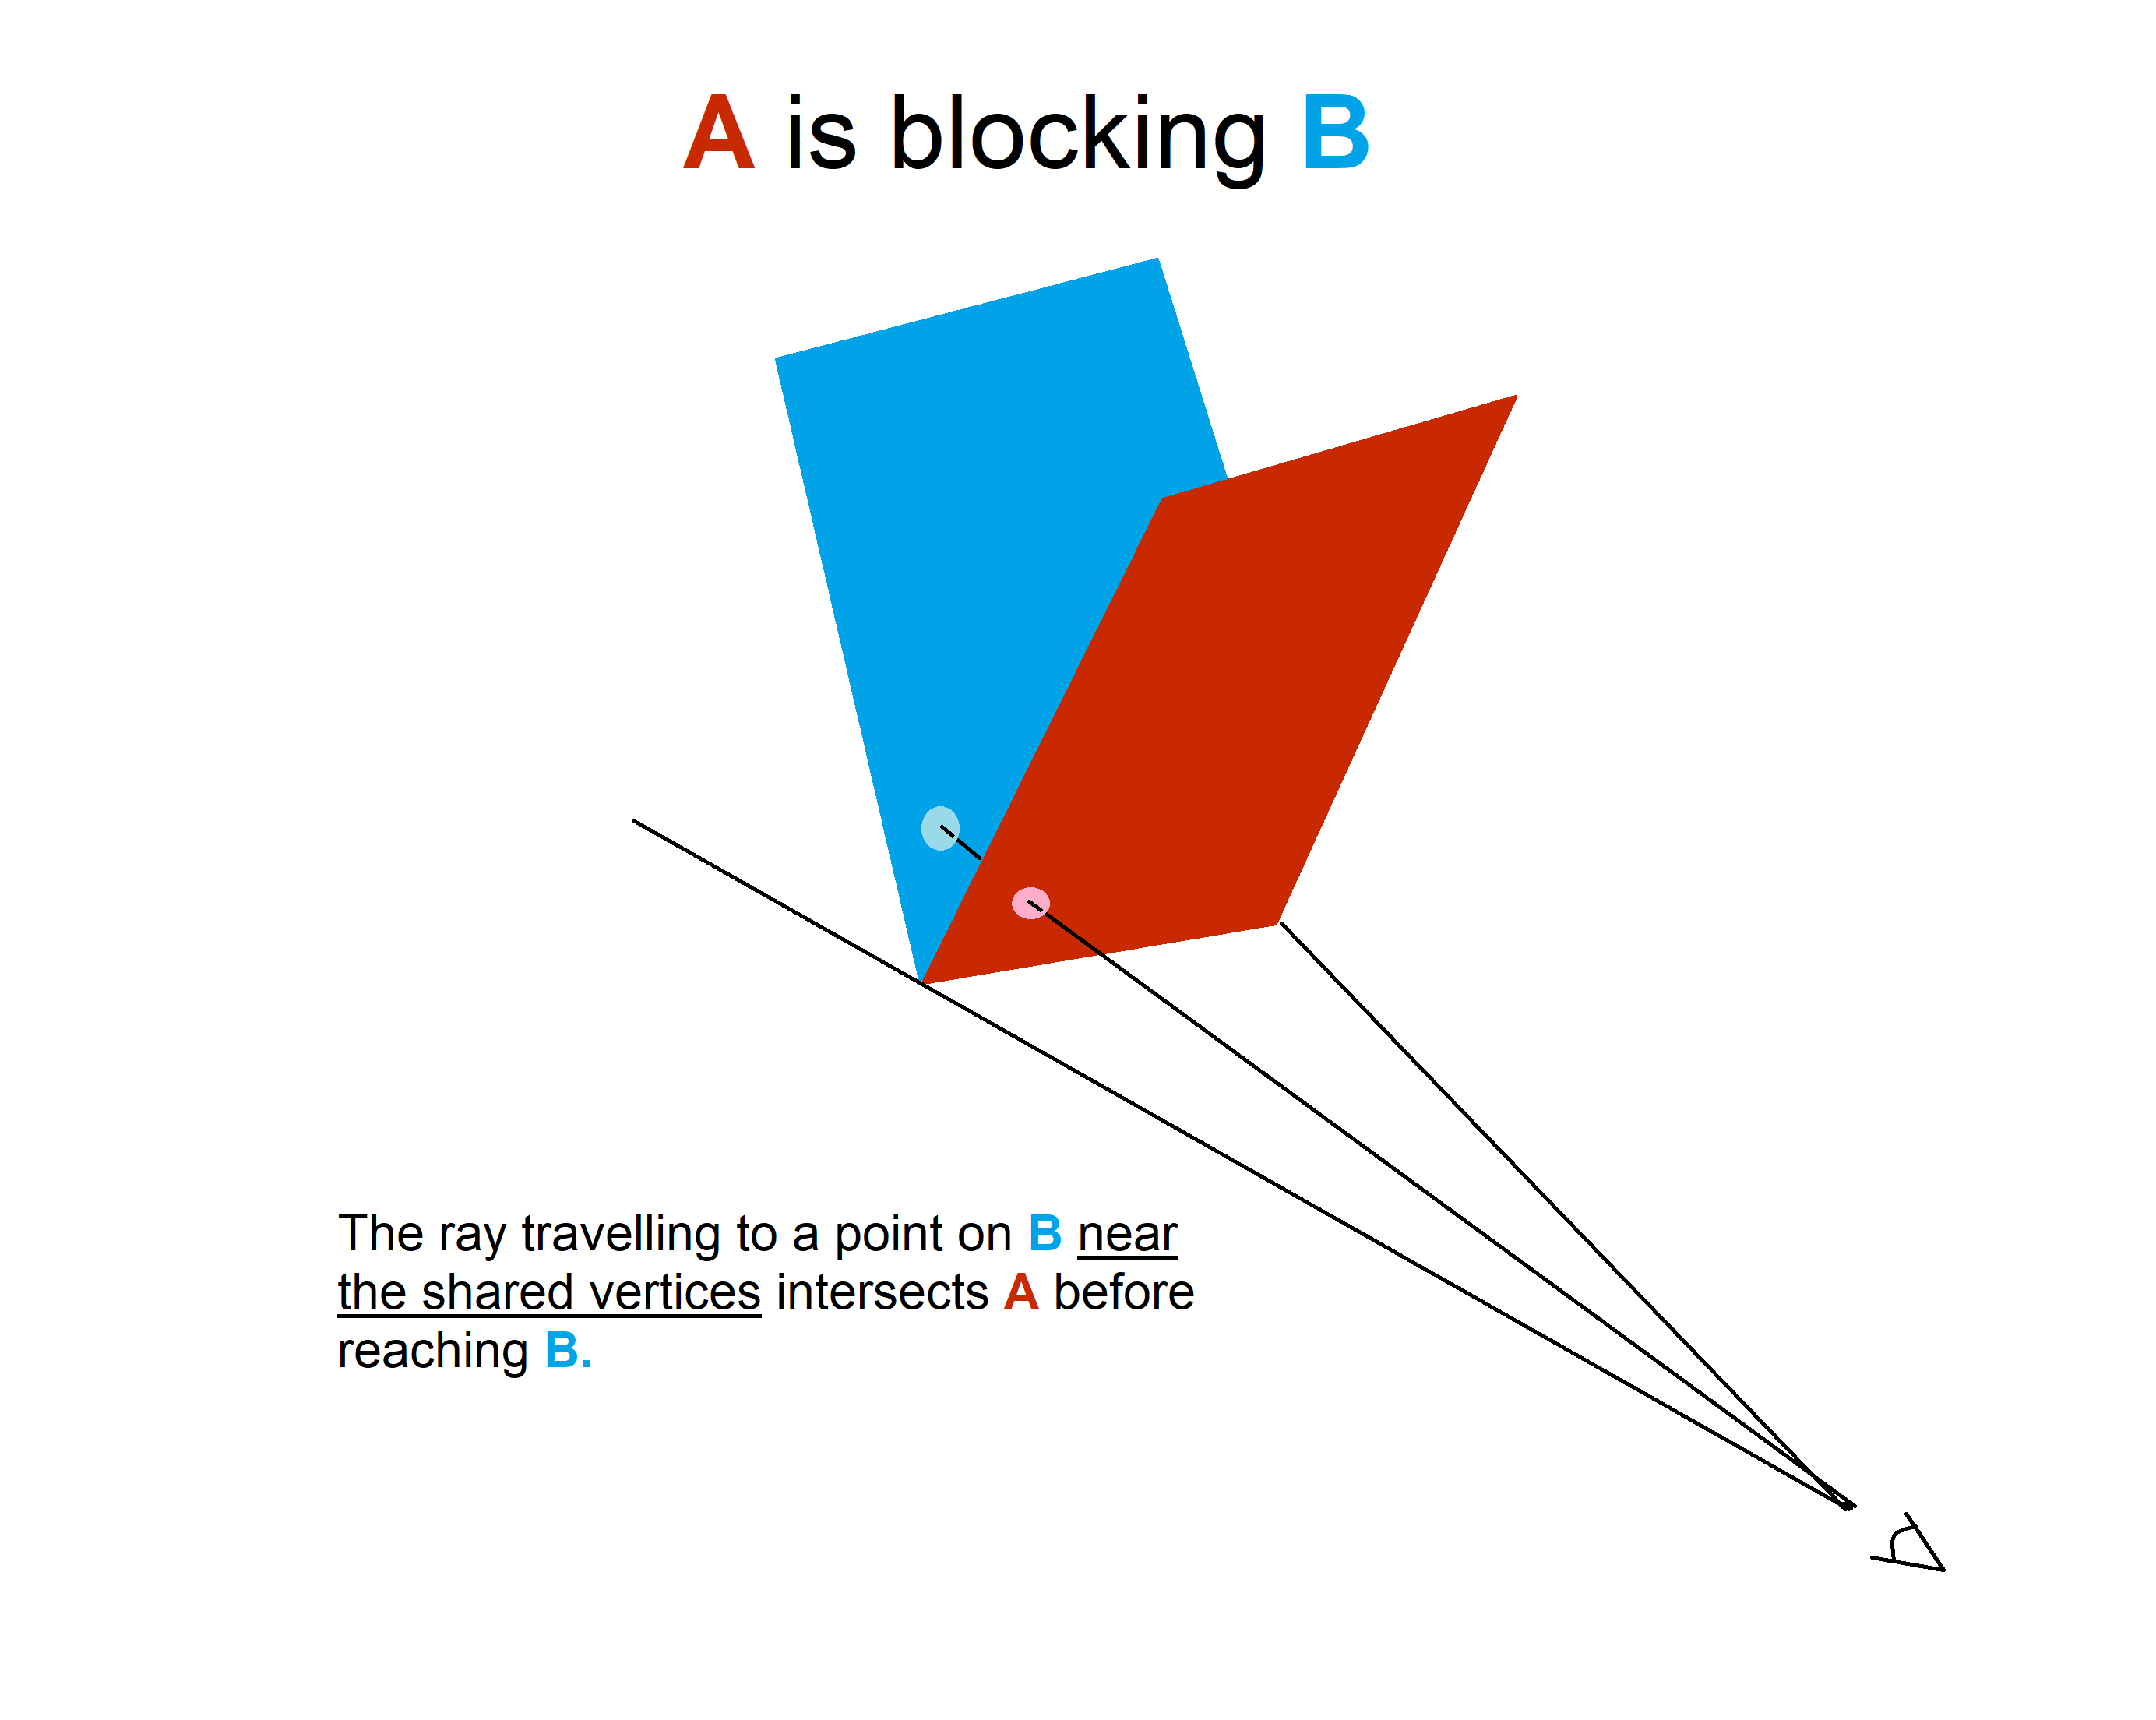 A is blocking B
The ray travelling to a point on B near
the shared vertices intersects A before
reaching B.